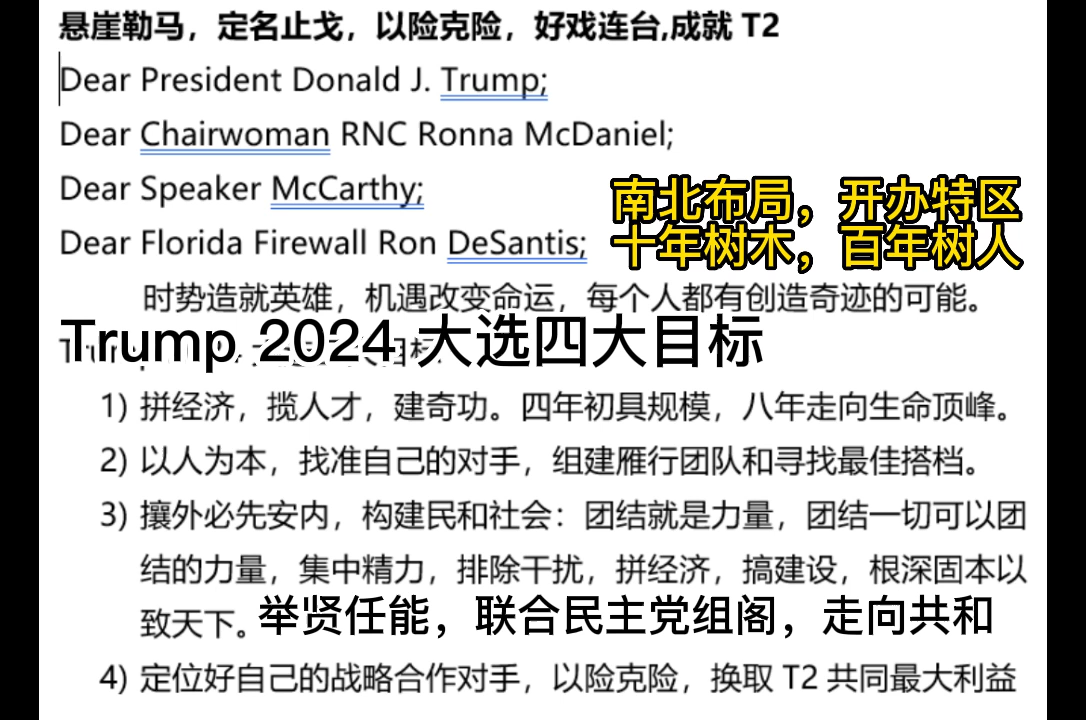 悬崖勒马，定名止戈，以险克险，好戏连台,成就 T2
Dear President Donald J. Trump;
Dear Chairwoman RNC Ronna McDaniel;
Dear Speaker McCarthy;
Dear Florida Firewall Ron DeSantis;
南北布局，开办特区
十年树木，百年树人
时势造就英雄，机遇改变命运，每个人都有创造奇迹的可能。
Trump 2024 大选四大目标
1) 拼经济，揽人才，建奇功。四年初具规模，八年走向生命顶峰。
2) 以人为本，找准自己的对手，组建雁行团队和寻找最佳搭档。
3) 攘外必先安内，构建民和社会：团结就是力量，团结一切可以团
结的力量，集中精力，排除干扰，拼经济，搞建设，根深固本以
致天下。
举贤任能，联合民主党组阁，走向共和
4) 定位好自己的战略合作对手，以险克险，换取 T2 共同最大利益